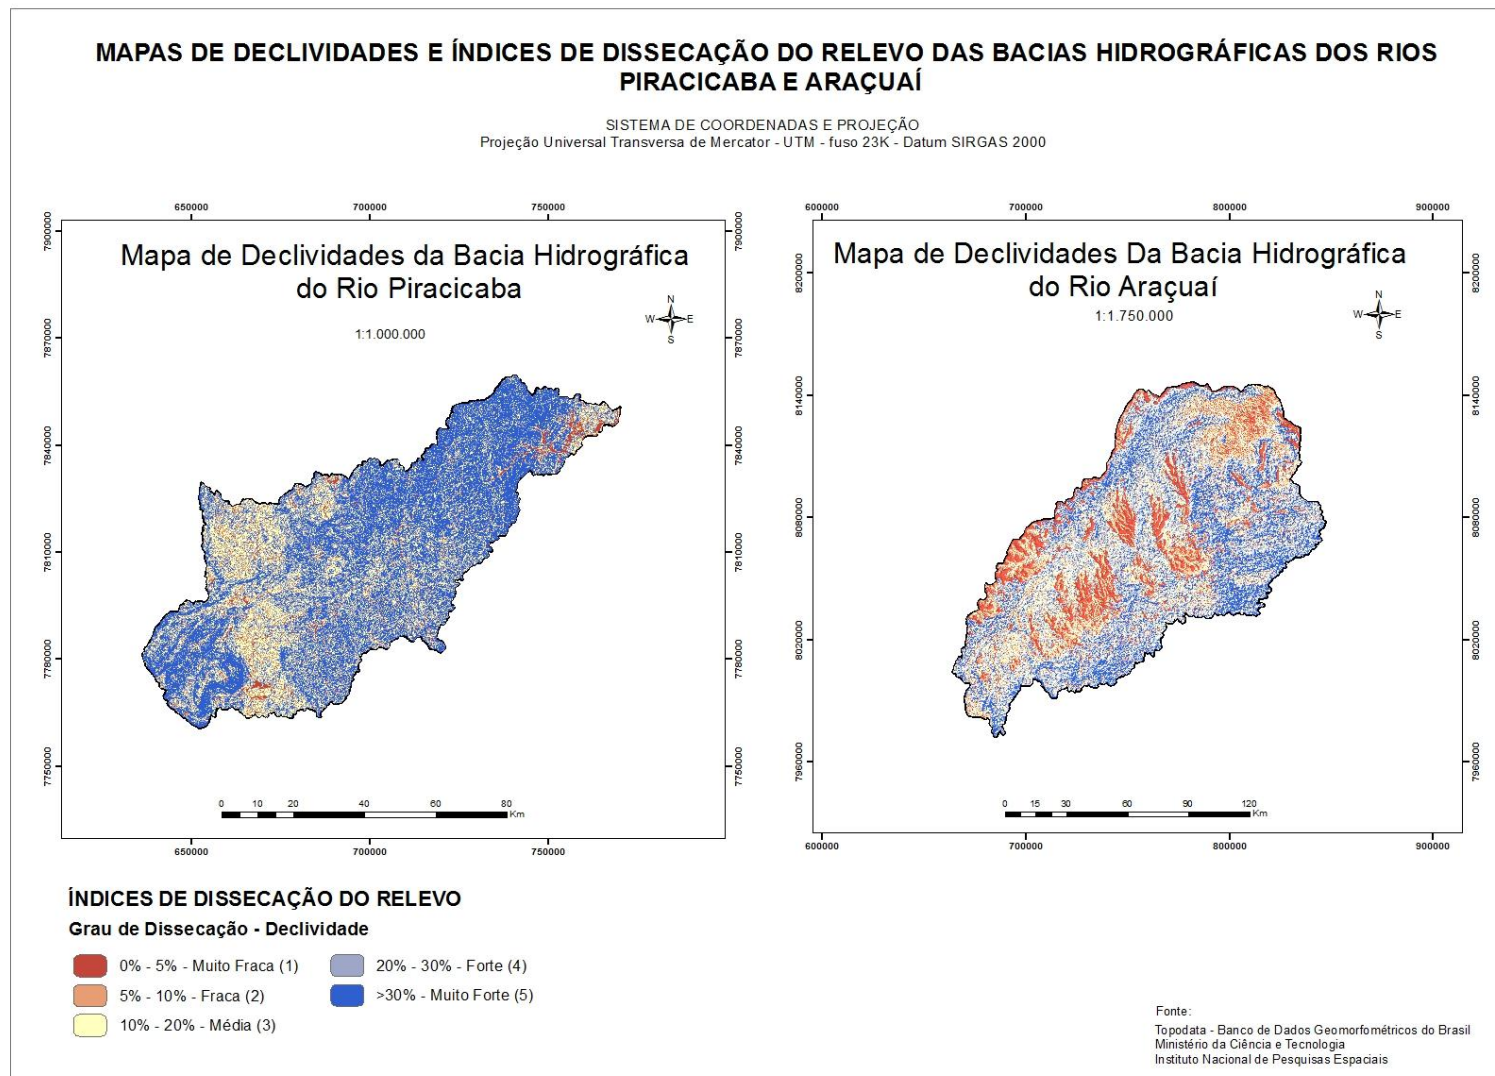 MAPAS DE DECLIVIDADES E ÍNDICES DE DISSECAÇÃO DO RELEVO DAS BACIAS HIDROGRÁFICAS DOS RIOS
PIRACICABA E ARAÇUAÍ
SISTEMA DE COORDENADAS E PROJEÇÃO
Projeção Universal Transversa de Mercator - UTM - fuso 23K - Datum SIRGAS 2000
650000 700000 750000
7900000 7900000
Mapa de Declividades da Bacia Hidrográfica
do Rio Piracicaba
1:1.000.000
N
W E
S
7870000 7870000
7840000 7840000
7810000 7810000
7780000 7780000
7750000 7750000
0 10 20 40 60 80
Km
650000 700000 750000
600000 700000 800000 900000
Mapa de Declividades Da Bacia Hidrográfica
do Rio Araçuaí
1:1.750.000
8200000 8200000
N
W E
S
8140000 8140000
8080000 8080000
8020000 8020000
7960000 7960000
0 15 30 60 90 120
Km
600000 700000 800000 900000
ÍNDICES DE DISSECAÇÃO DO RELEVO
Grau de Dissecação - Declividade
0% - 5% - Muito Fraca (1)
5% - 10% - Fraca (2)
10% - 20% - Média (3)
20% - 30% - Forte (4)
>30% - Muito Forte (5)
Fonte:
Topodata - Banco de Dados Geomorfométricos do Brasil
Ministério da Ciência e Tecnologia
Instituto Nacional de Pesquisas Espaciais